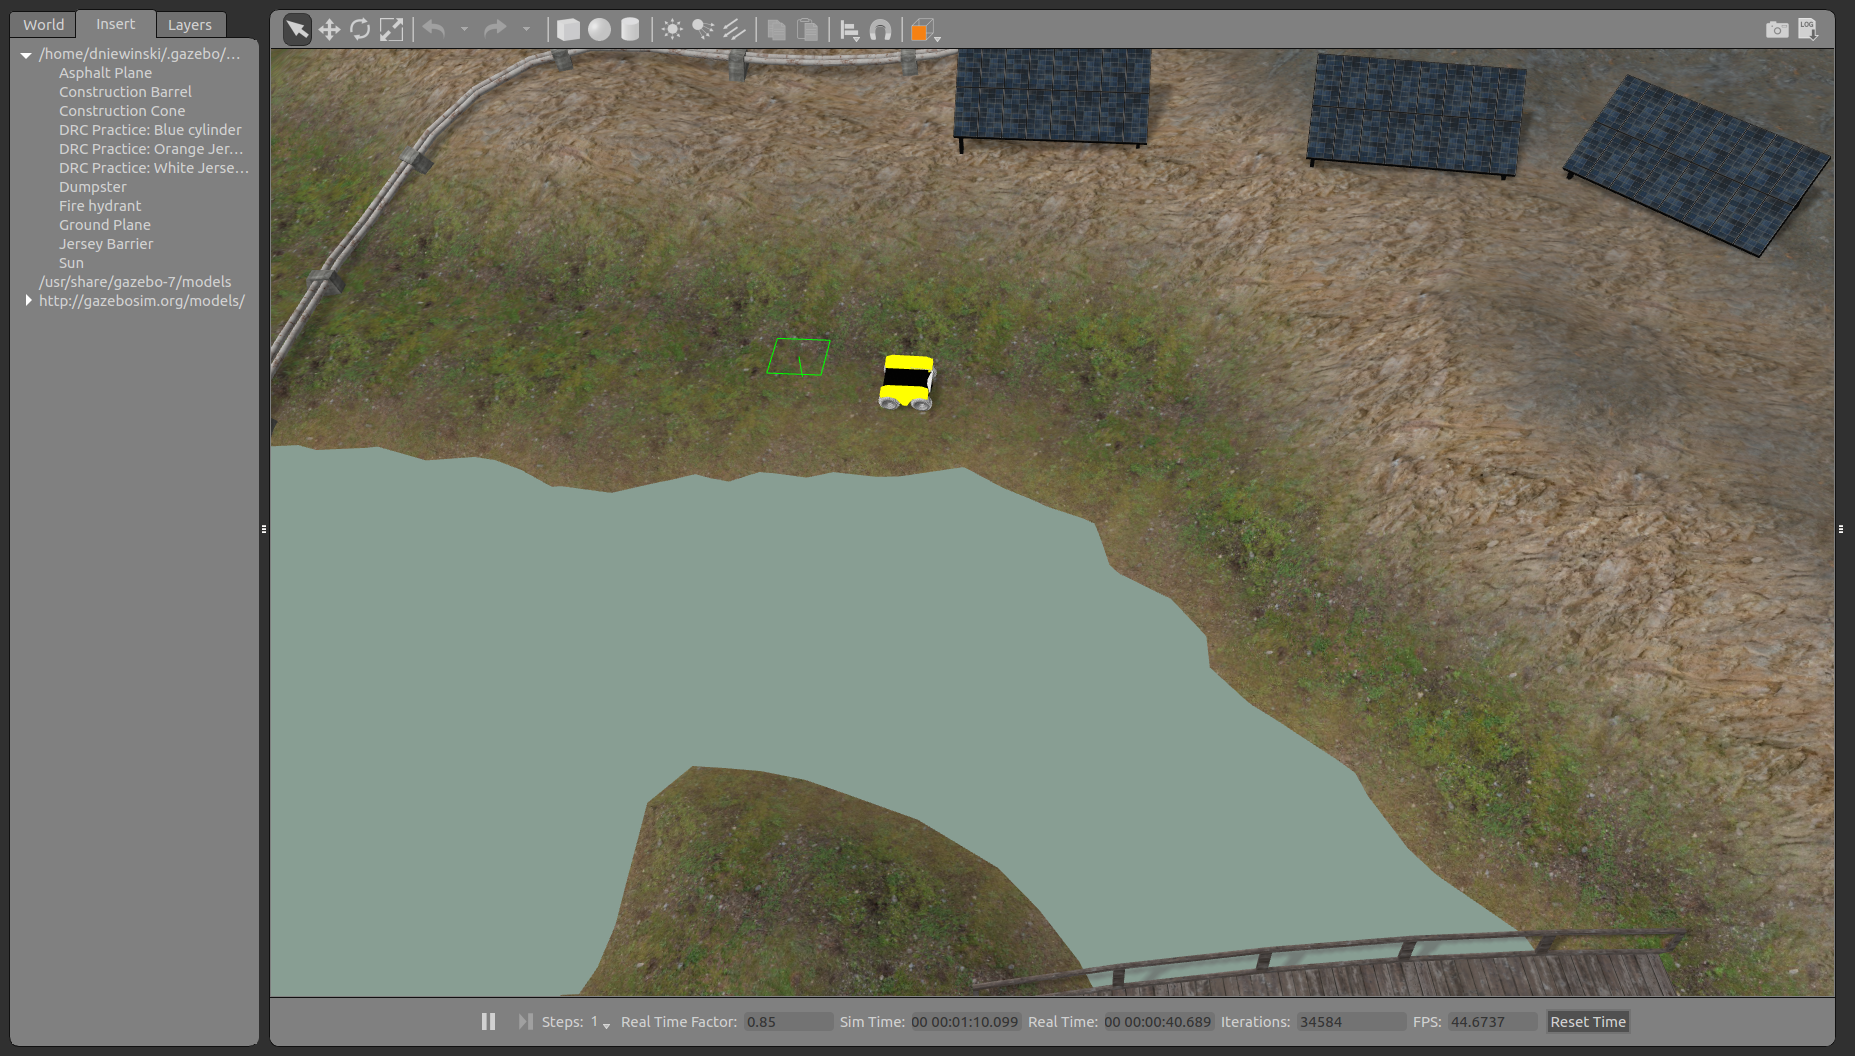 World Insert Layers
/home/dniewinski/.gazebo/...
Asphalt Plane
Construction Barrel
Construction Cone
DRC Practice: Blue cylinder
DRC Practice: Orange Jer...
DRC Practice: White Jerse...
Dumpster
Fire hydrant
Ground Plane
Jersey Barrier
Sun
/usr/share/gazebo-7/models
http://gazebosim.org/models/
LOG
Steps: 1 Real Time Factor: 0.85 Sim Time: 00 00:01:10.099 Real Time: 00 00:00:40.689 Iterations: 34584 FPS: 44.6737 Reset Time